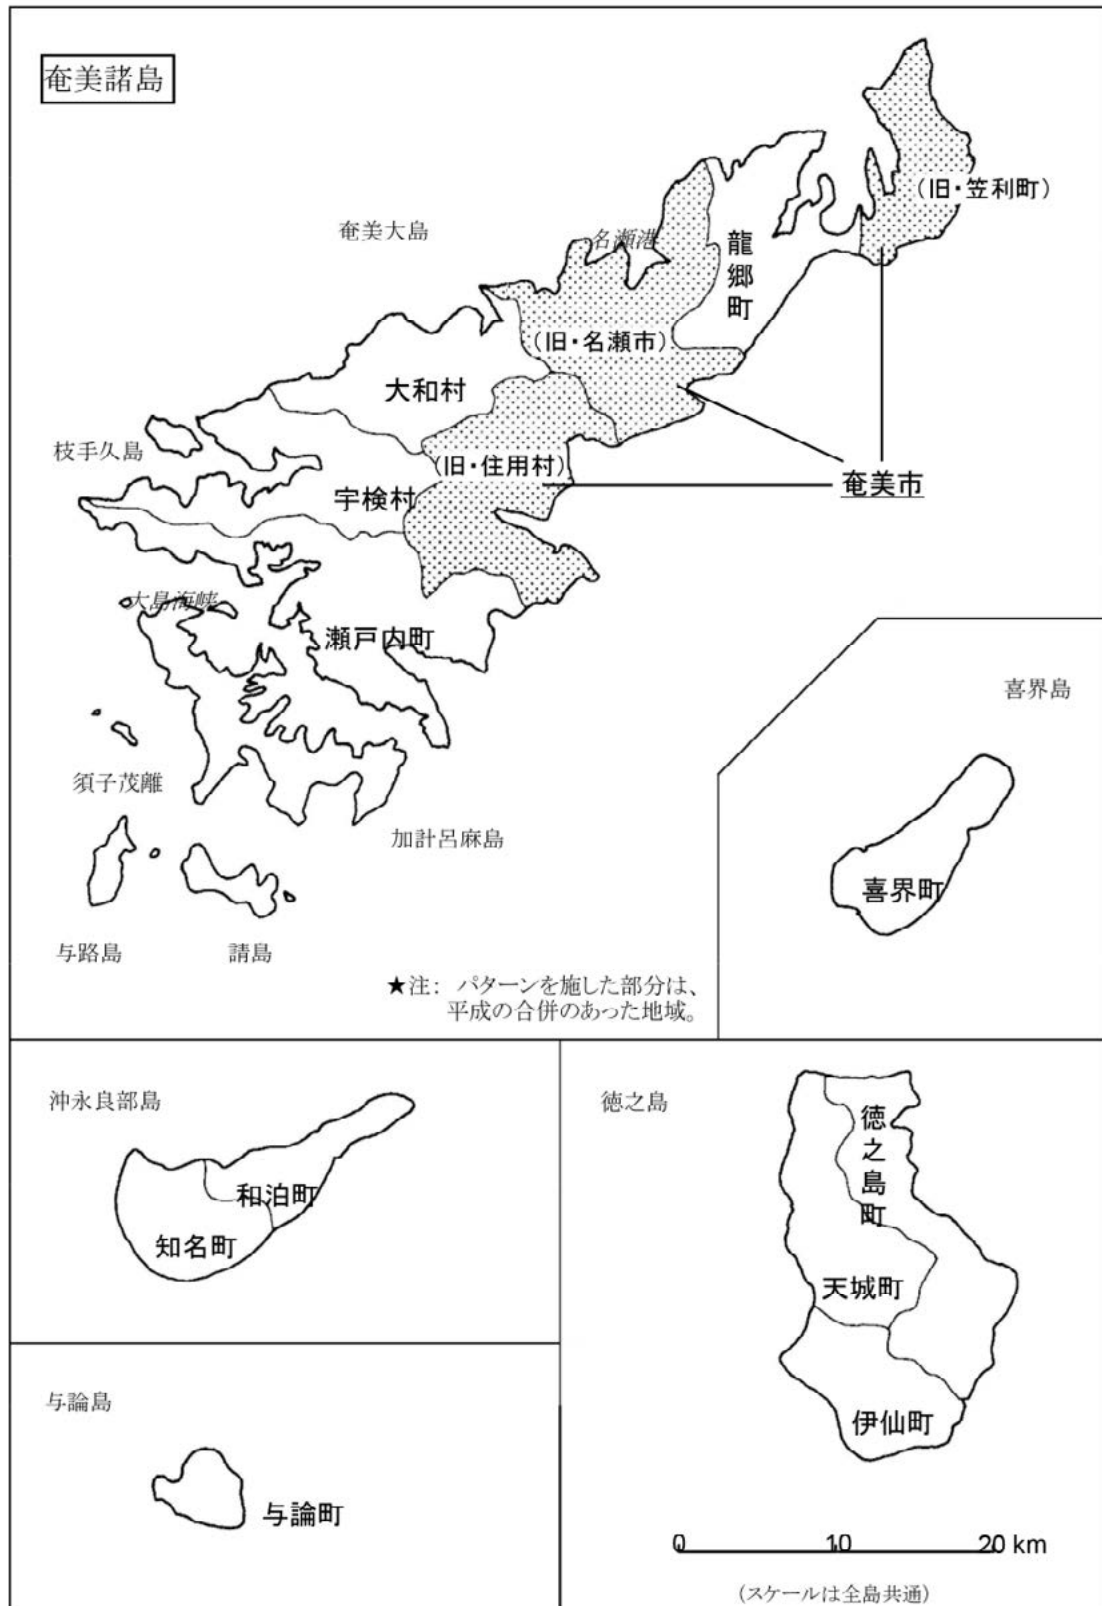 奄美諸島
(旧・笠利町)
奄美大島
名瀬港
龍郷町
(旧・名瀬市)
大和村
枝手久島
(旧・住用村)
奄美市
宇検村
大島海峡
瀬戸内町
喜界島
須子茂離
加計呂麻島
喜界町
与路島
請島
★注: パターンを施した部分は、
平成の合併のあった地域。
沖永良部島
和泊町
知名町
徳之島
徳之島町
天城町
伊仙町
与論島
与論町
0 10 20 km
(スケールは全島共通)